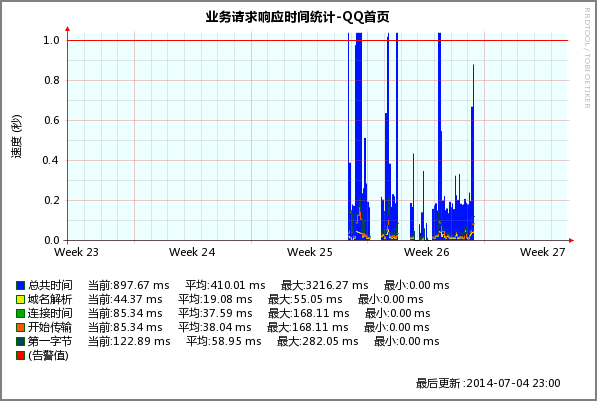 业务请求响应时间统计-QQ首页
RRDTOOL / TOBI OETIKER
速度 (秒)
1.0
0.8
0.6
0.4
0.2
0.0
Week 23 Week 24 Week 25 Week 26 Week 27
总共时间 当前:897.67 ms 平均:410.01 ms 最大:3216.27 ms 最小:0.00 ms
域名解析 当前:44.37 ms 平均:19.08 ms 最大:55.05 ms 最小:0.00 ms
连接时间 当前:85.34 ms 平均:37.59 ms 最大:168.11 ms 最小:0.00 ms
开始传输 当前:85.34 ms 平均:38.04 ms 最大:168.11 ms 最小:0.00 ms
第一字节 当前:122.89 ms 平均:58.95 ms 最大:282.05 ms 最小:0.00 ms
(告警值)
最后更新 :2014-07-04 23:00